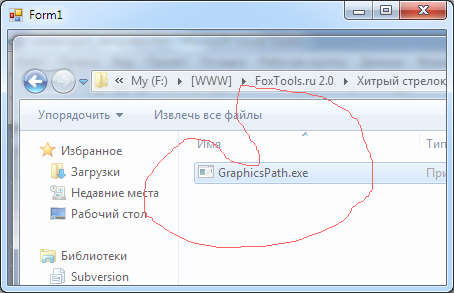 Form1
« My (F:) ▸ [WWW] ▸ FoxTools.ru 2.0 ▸ Хитрый стрелок
Упорядочить Извлечь все файлы
Имя Тип
Избранное
Загрузки GraphicsPath.exe При
Недавние места
Рабочий стол
Библиотеки
Subversion